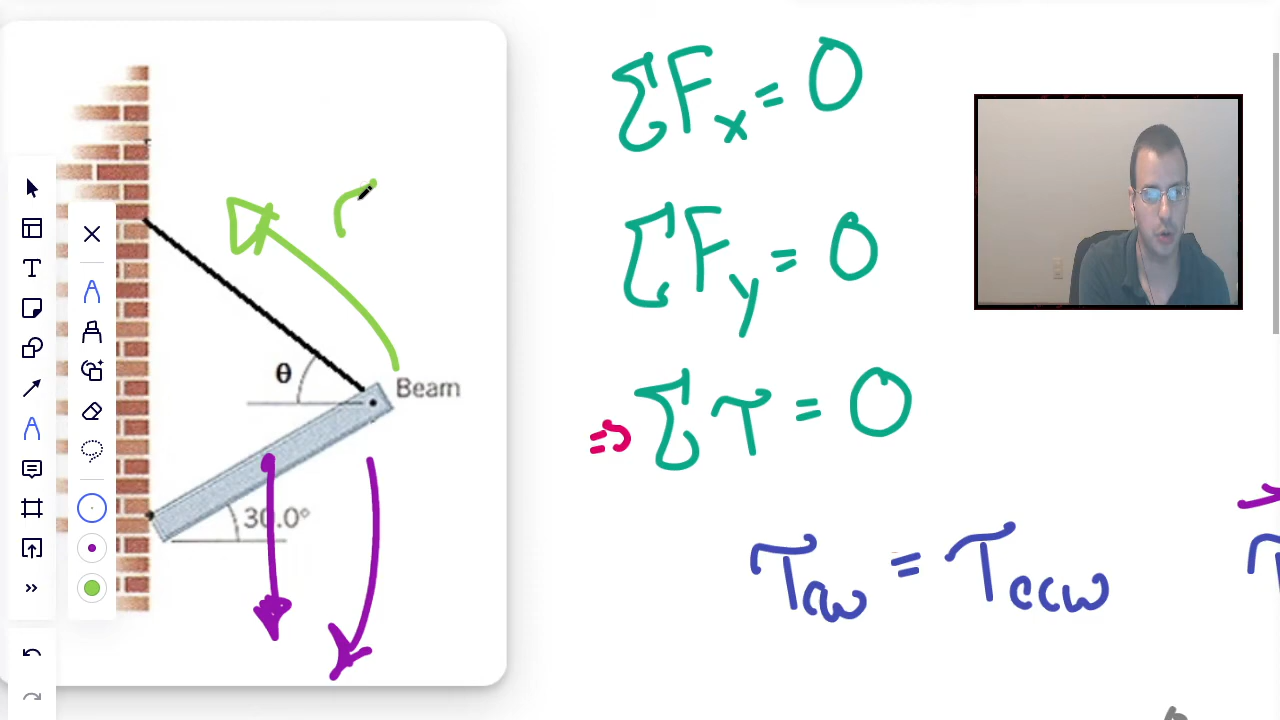 ΣFx = 0
ΣFy = 0
⇒ Στ = 0
τcw = τccw
θ
Beam
30.0°
T